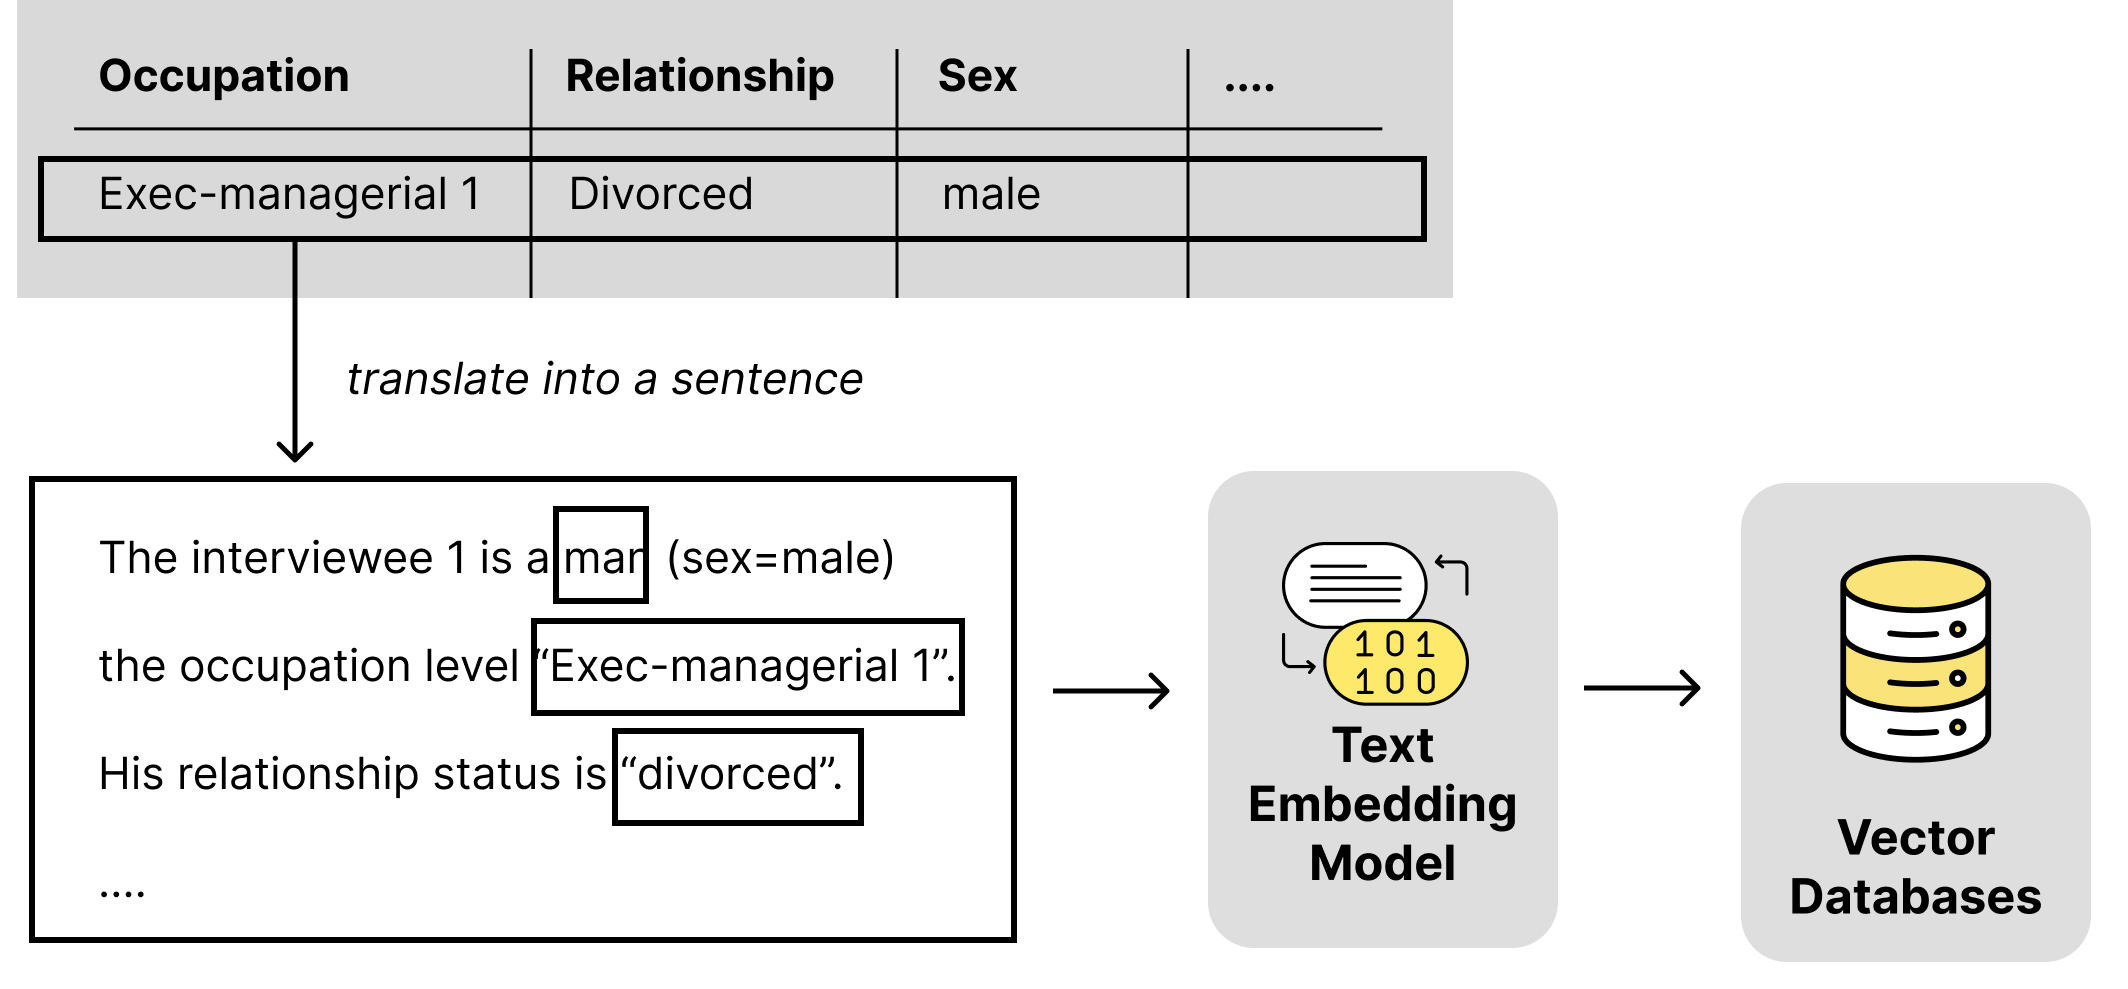 Occupation Relationship Sex ....
Exec-managerial 1 Divorced male
translate into a sentence
The interviewee 1 is a man (sex=male)
the occupation level “Exec-managerial 1”.
His relationship status is “divorced”.
....
1 0 1
1 0 0
Text
Embedding
Model
Vector
Databases